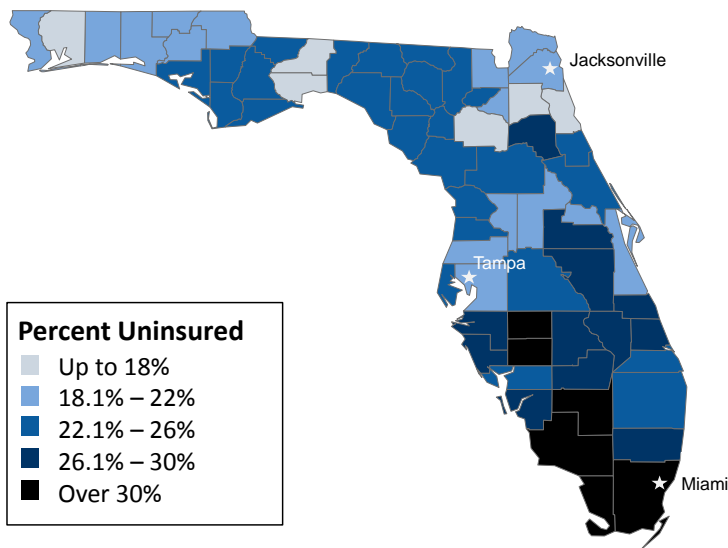 Jacksonville
Tampa
Percent Uninsured
Up to 18%
18.1% – 22%
22.1% – 26%
26.1% – 30%
Over 30%
Miami